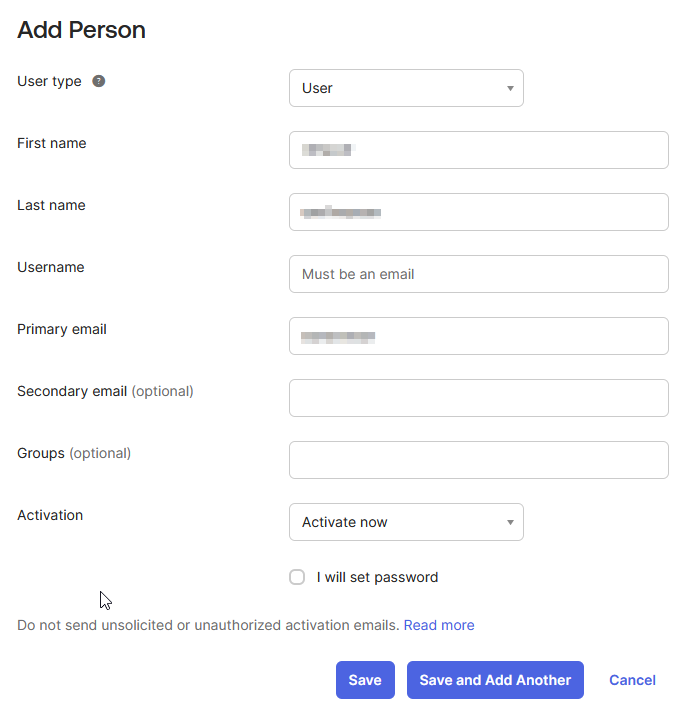 Add Person
User type ?
User
First name
Last name
Username
Must be an email
Primary email
Secondary email (optional)
Groups (optional)
Activation
Activate now
I will set password
Do not send unsolicited or unauthorized activation emails. Read more
Save
Save and Add Another
Cancel